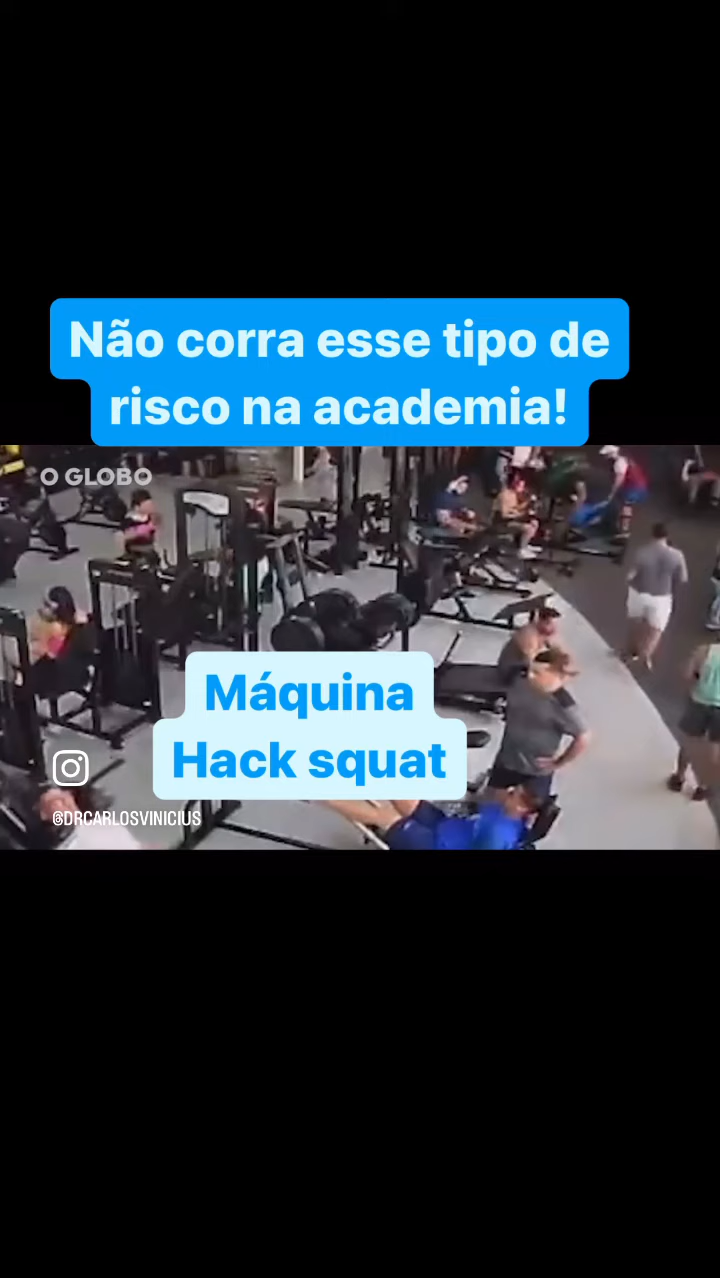 Não corra esse tipo de
risco na academia!
O GLOBO
Máquina
Hack squat
@DRCARLOSVINICIUS